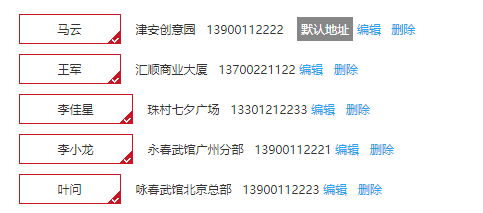 马云 津安创意园 13900112222 默认地址 编辑 删除
王军 汇顺商业大厦 13700221122 编辑 删除
李佳星 珠村七夕广场 13301212233 编辑 删除
李小龙 永春武馆广州分部 13900112221 编辑 删除
叶问 咏春武馆北京总部 13900112223 编辑 删除